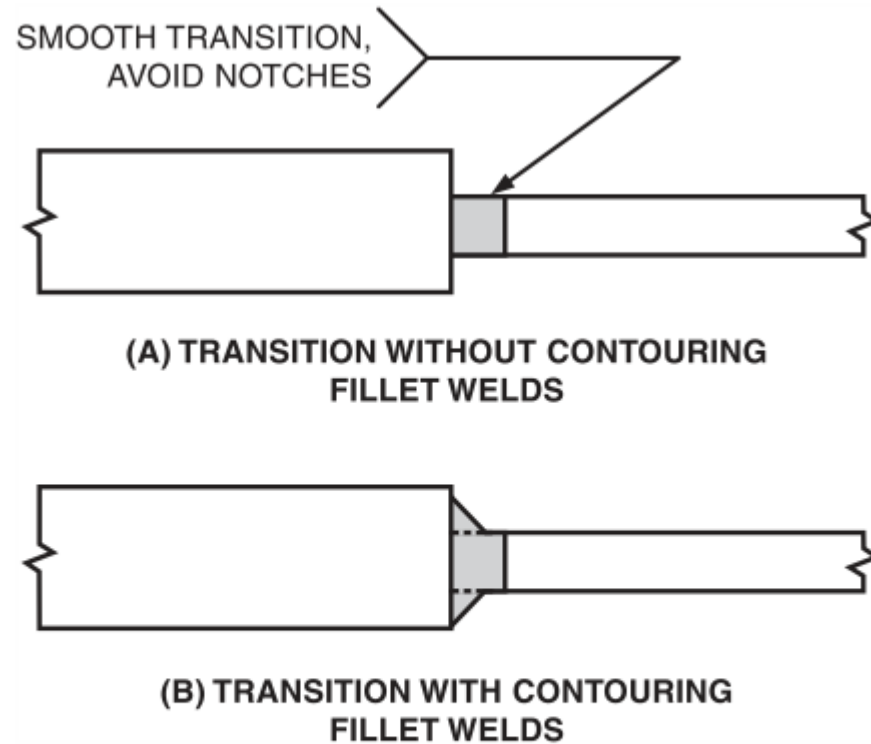 SMOOTH TRANSITION,
AVOID NOTCHES
(A) TRANSITION WITHOUT CONTOURING
FILLET WELDS
(B) TRANSITION WITH CONTOURING
FILLET WELDS